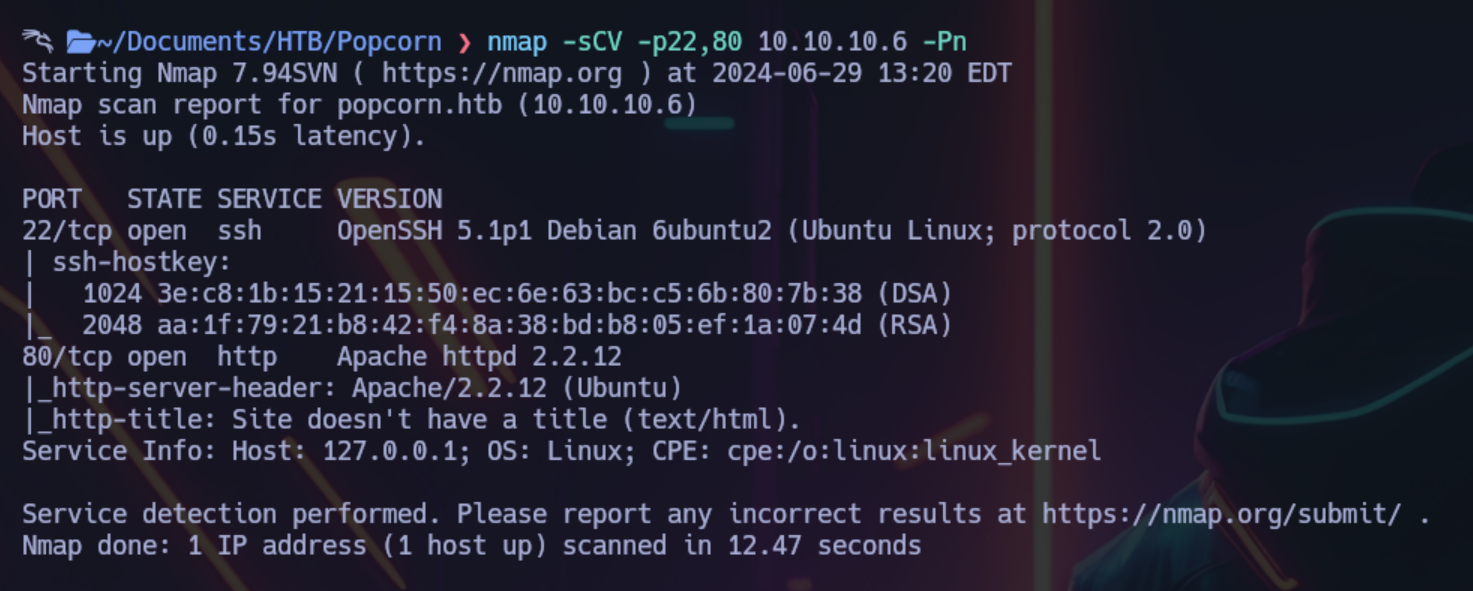 ~/Documents/HTB/Popcorn ❯ nmap -sCV -p22,80 10.10.10.6 -Pn
Starting Nmap 7.94SVN ( https://nmap.org ) at 2024-06-29 13:20 EDT
Nmap scan report for popcorn.htb (10.10.10.6)
Host is up (0.15s latency).

PORT   STATE SERVICE VERSION
22/tcp open  ssh     OpenSSH 5.1p1 Debian 6ubuntu2 (Ubuntu Linux; protocol 2.0)
| ssh-hostkey:
|   1024 3e:c8:1b:15:21:15:50:ec:6e:63:bc:c5:6b:80:7b:38 (DSA)
|_  2048 aa:1f:79:21:b8:42:f4:8a:38:bd:b8:05:ef:1a:07:4d (RSA)
80/tcp open  http    Apache httpd 2.2.12
|_http-server-header: Apache/2.2.12 (Ubuntu)
|_http-title: Site doesn't have a title (text/html).
Service Info: Host: 127.0.0.1; OS: Linux; CPE: cpe:/o:linux:linux_kernel

Service detection performed. Please report any incorrect results at https://nmap.org/submit/ .
Nmap done: 1 IP address (1 host up) scanned in 12.47 seconds